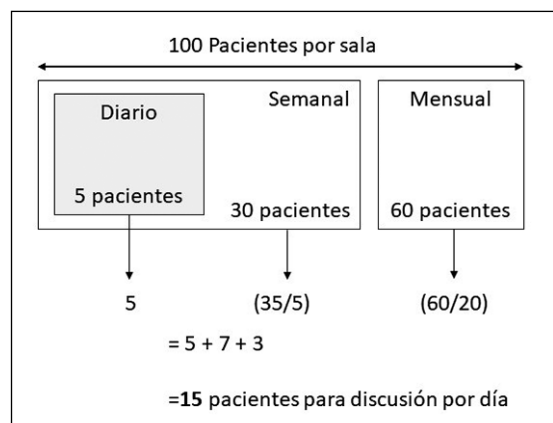 100 Pacientes por sala
Diario
Semanal
Mensual
5 pacientes
30 pacientes
60 pacientes
5
(35/5)
(60/20)
= 5 + 7 + 3
=15 pacientes para discusión por día